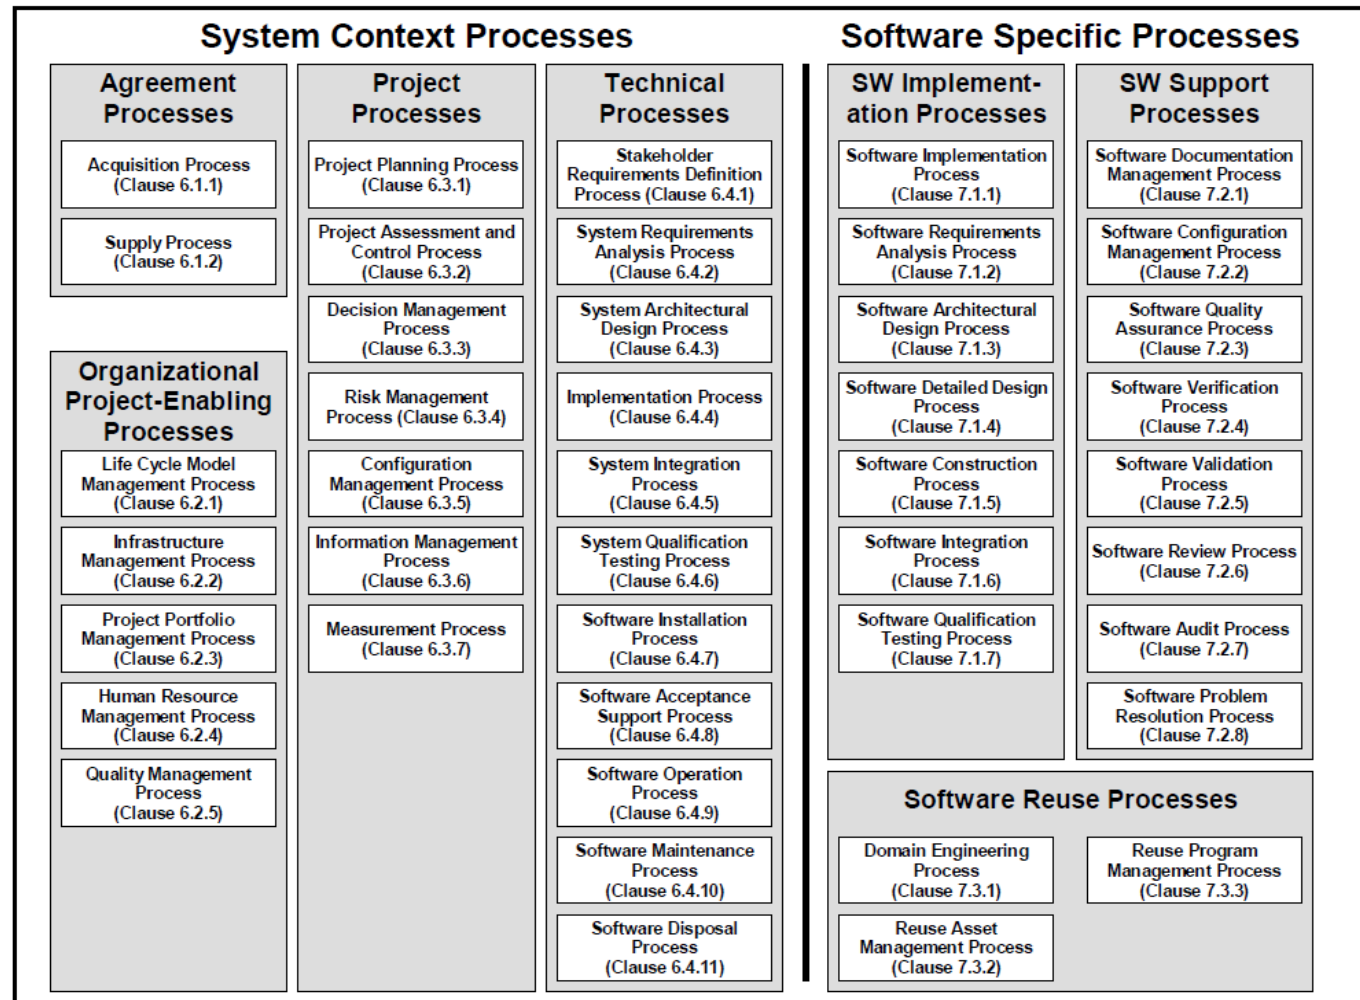 System Context Processes
Software Specific Processes
Agreement
Processes
Acquisition Process
(Clause 6.1.1)
Supply Process
(Clause 6.1.2)
Organizational
Project-Enabling
Processes
Life Cycle Model
Management Process
(Clause 6.2.1)
Infrastructure
Management Process
(Clause 6.2.2)
Project Portfolio
Management Process
(Clause 6.2.3)
Human Resource
Management Process
(Clause 6.2.4)
Quality Management
Process
(Clause 6.2.5)
Project
Processes
Project Planning Process
(Clause 6.3.1)
Project Assessment and
Control Process
(Clause 6.3.2)
Decision Management
Process
(Clause 6.3.3)
Risk Management
Process (Clause 6.3.4)
Configuration
Management Process
(Clause 6.3.5)
Information Management
Process
(Clause 6.3.6)
Measurement Process
(Clause 6.3.7)
Technical
Processes
Stakeholder
Requirements Definition
Process (Clause 6.4.1)
System Requirements
Analysis Process
(Clause 6.4.2)
System Architectural
Design Process
(Clause 6.4.3)
Implementation Process
(Clause 6.4.4)
System Integration
Process
(Clause 6.4.5)
System Qualification
Testing Process
(Clause 6.4.6)
Software Installation
Process
(Clause 6.4.7)
Software Acceptance
Support Process
(Clause 6.4.8)
Software Operation
Process
(Clause 6.4.9)
Software Maintenance
Process
(Clause 6.4.10)
Software Disposal
Process
(Clause 6.4.11)
SW Implement-
ation Processes
Software Implementation
Process
(Clause 7.1.1)
Software Requirements
Analysis Process
(Clause 7.1.2)
Software Architectural
Design Process
(Clause 7.1.3)
Software Detailed Design
Process
(Clause 7.1.4)
Software Construction
Process
(Clause 7.1.5)
Software Integration
Process
(Clause 7.1.6)
Software Qualification
Testing Process
(Clause 7.1.7)
SW Support
Processes
Software Documentation
Management Process
(Clause 7.2.1)
Software Configuration
Management Process
(Clause 7.2.2)
Software Quality
Assurance Process
(Clause 7.2.3)
Software Verification
Process
(Clause 7.2.4)
Software Validation
Process
(Clause 7.2.5)
Software Review Process
(Clause 7.2.6)
Software Audit Process
(Clause 7.2.7)
Software Problem
Resolution Process
(Clause 7.2.8)
Software Reuse Processes
Domain Engineering
Process
(Clause 7.3.1)
Reuse Asset
Management Process
(Clause 7.3.2)
Reuse Program
Management Process
(Clause 7.3.3)